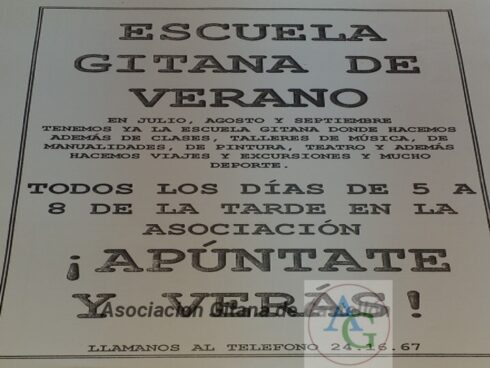 ESCUELA
GITANA DE
VERANO
EN JULIO, AGOSTO Y SEPTIEMBRE
TENEMOS YA LA ESCUELA GITANA DONDE HACEMOS
ADEMÁS DE CLASES, TALLERES DE MÚSICA, DE
MANUALIDADES, DE PINTURA, TEATRO Y ADEMÁS
HACEMOS VIAJES Y EXCURSIONES Y MUCHO
DEPORTE.
TODOS LOS DÍAS DE 5 A
8 DE LA TARDE EN LA
ASOCIACIÓN
¡APÚNTATE
Y VERÁS!
Asociacion Gitana de
AG
LLAMANOS AL TELEFONO 24.16.67